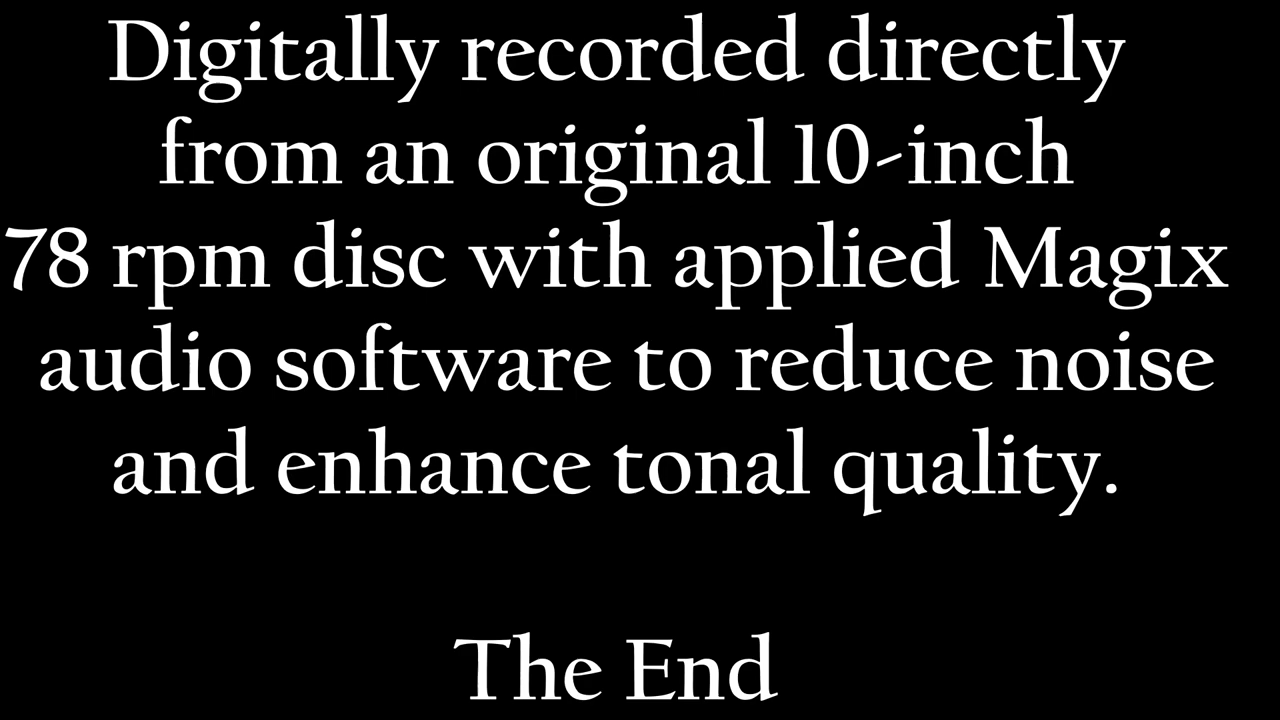 Digitally recorded directly
from an original 10-inch
78 rpm disc with applied Magix
audio software to reduce noise
and enhance tonal quality.
The End